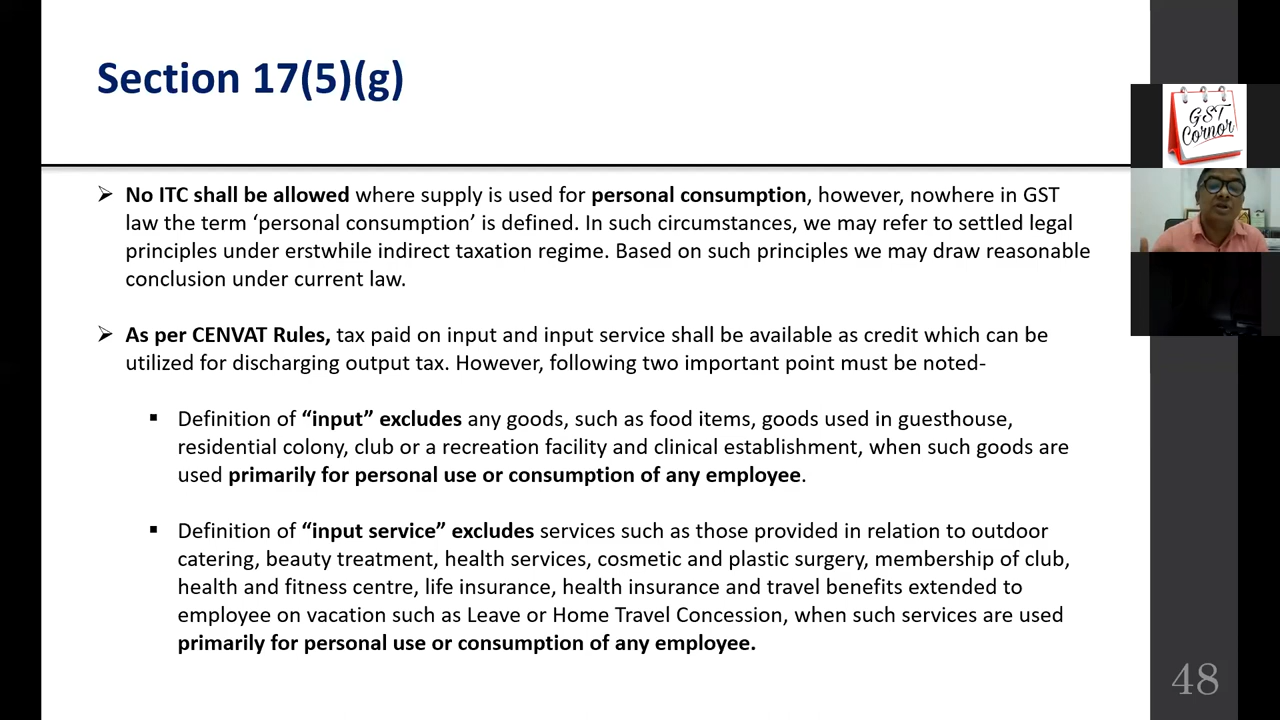 Section 17(5)(g)
GST
Cornor
➢ No ITC shall be allowed where supply is used for personal consumption, however, nowhere in GST
law the term ‘personal consumption’ is defined. In such circumstances, we may refer to settled legal
principles under erstwhile indirect taxation regime. Based on such principles we may draw reasonable
conclusion under current law.
➢ As per CENVAT Rules, tax paid on input and input service shall be available as credit which can be
utilized for discharging output tax. However, following two important point must be noted-
▪ Definition of “input” excludes any goods, such as food items, goods used in guesthouse,
residential colony, club or a recreation facility and clinical establishment, when such goods are
used primarily for personal use or consumption of any employee.
▪ Definition of “input service” excludes services such as those provided in relation to outdoor
catering, beauty treatment, health services, cosmetic and plastic surgery, membership of club,
health and fitness centre, life insurance, health insurance and travel benefits extended to
employee on vacation such as Leave or Home Travel Concession, when such services are used
primarily for personal use or consumption of any employee.
48